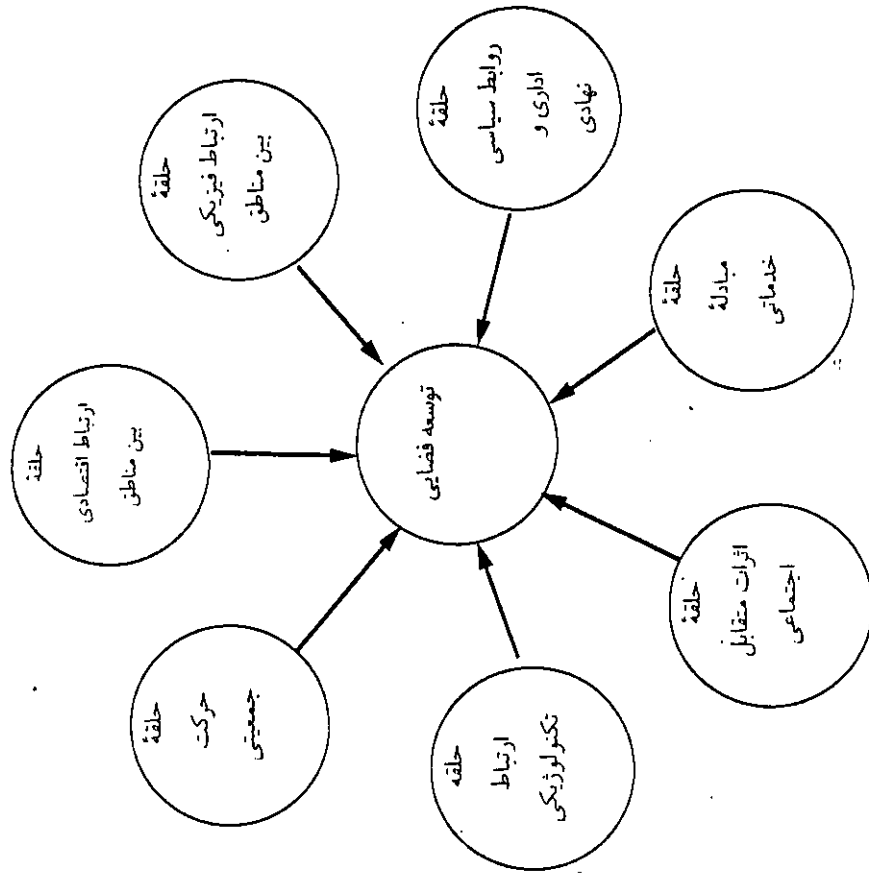 حلقهٔ
ارتباط اقتصادی
بین مناطق
حلقهٔ
ارتباط فیزیکی
بین مناطق
حلقهٔ
حرکت
جمعیتی
توسعه فضایی
حلقهٔ
روابط سیاسی
اداری و
نهادی
حلقه
ارتباط
تکنولوژیکی
حلقهٔ
مبادلهٔ
خدماتی
حلقهٔ
اثرات متقابل
اجتماعی